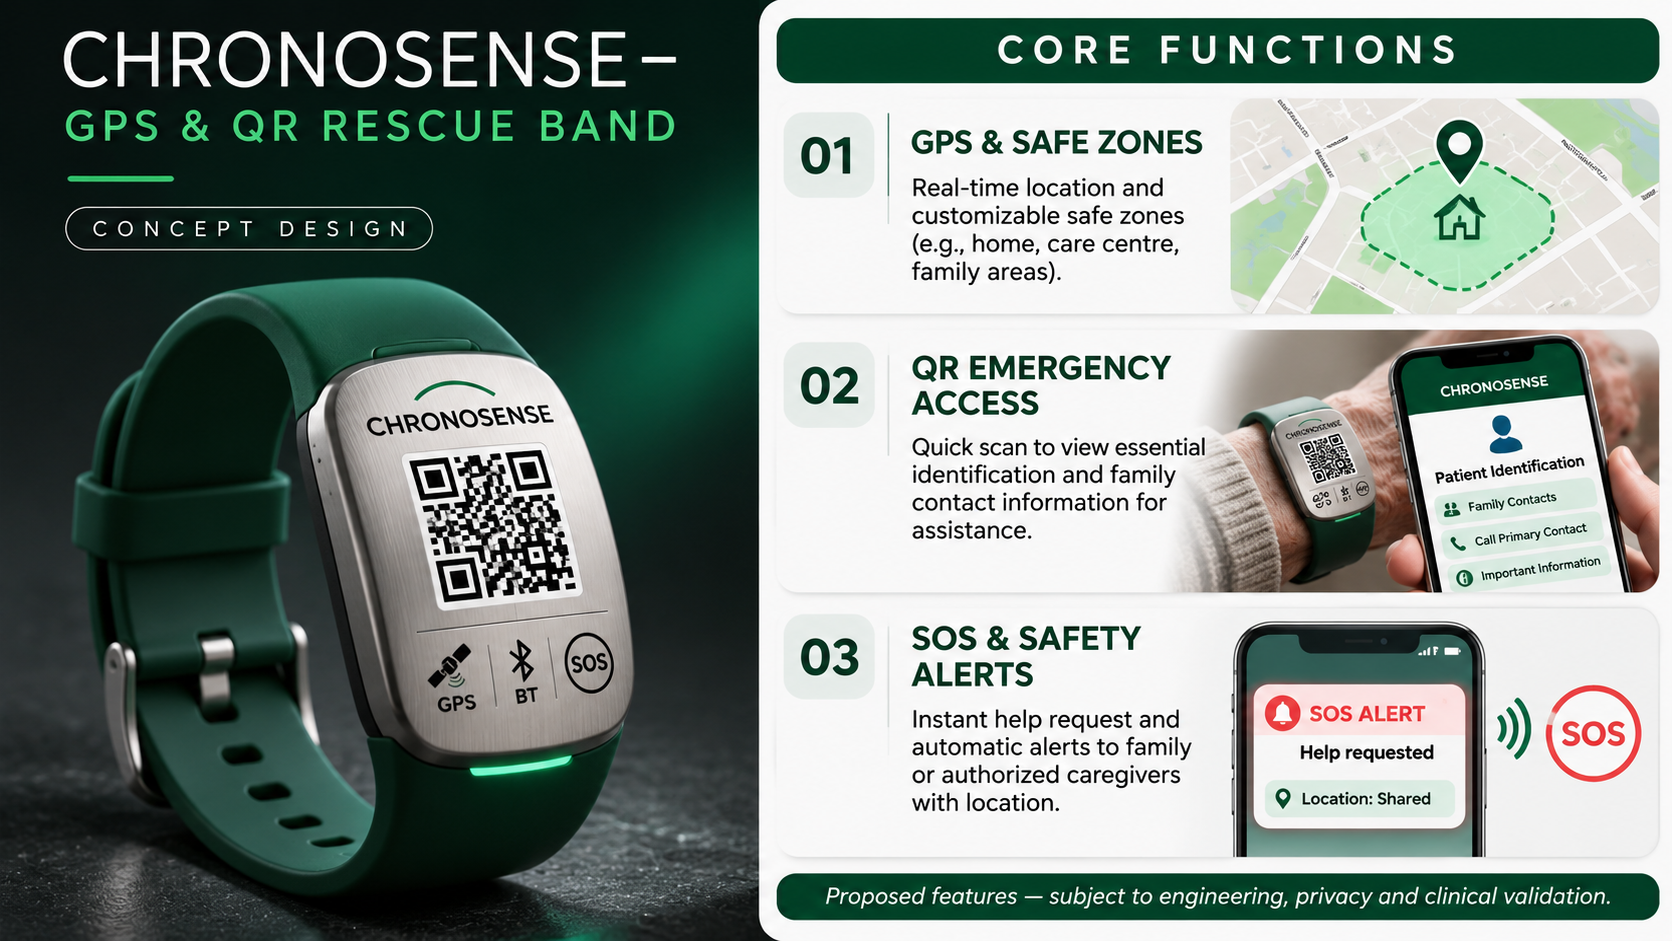 CHRONOSENSE–
GPS & QR RESCUE BAND
CONCEPT DESIGN
CHRONOSENSE
GPS
BT
SOS
CORE FUNCTIONS
01
GPS & SAFE ZONES
Real-time location and
customizable safe zones
(e.g., home, care centre,
family areas).
02
QR EMERGENCY
ACCESS
Quick scan to view essential
identification and family
contact information for
assistance.
CHRONOSENSE
CHRONOSENSE
Patient Identification
Family Contacts
Call Primary Contact
Important Information
03
SOS & SAFETY
ALERTS
Instant help request and
automatic alerts to family
or authorized caregivers
with location.
SOS ALERT
Help requested
Location: Shared
SOS
Proposed features — subject to engineering, privacy and clinical validation.